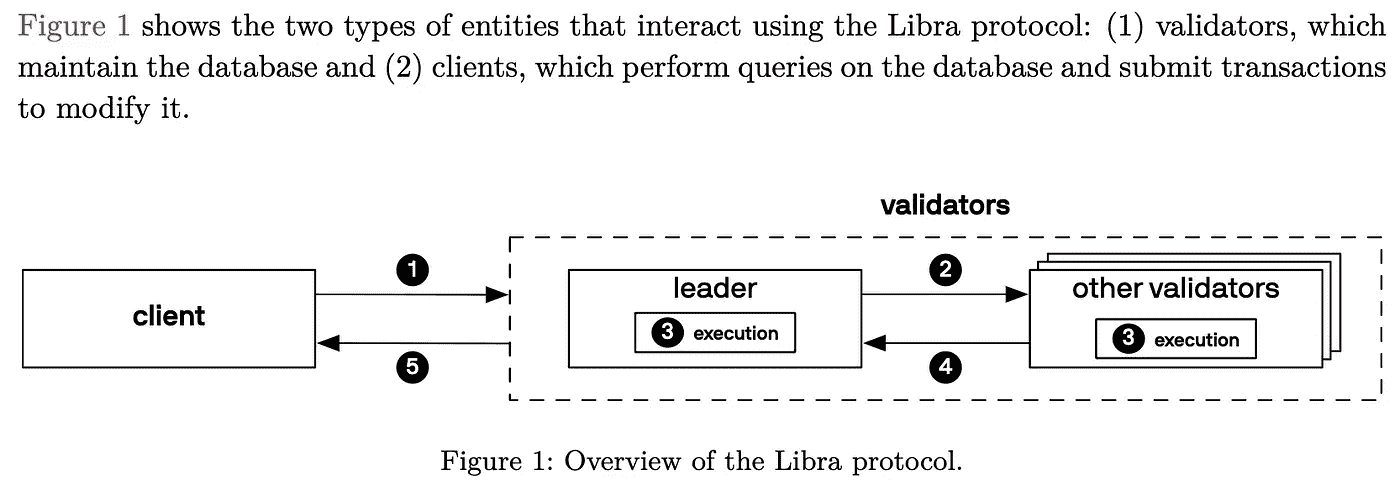 Figure 1 shows the two types of entities that interact using the Libra protocol: (1) validators, which
maintain the database and (2) clients, which perform queries on the database and submit transactions
to modify it.
validators
client
1
5
leader
3 execution
2
4
other validators
3 execution
Figure 1: Overview of the Libra protocol.